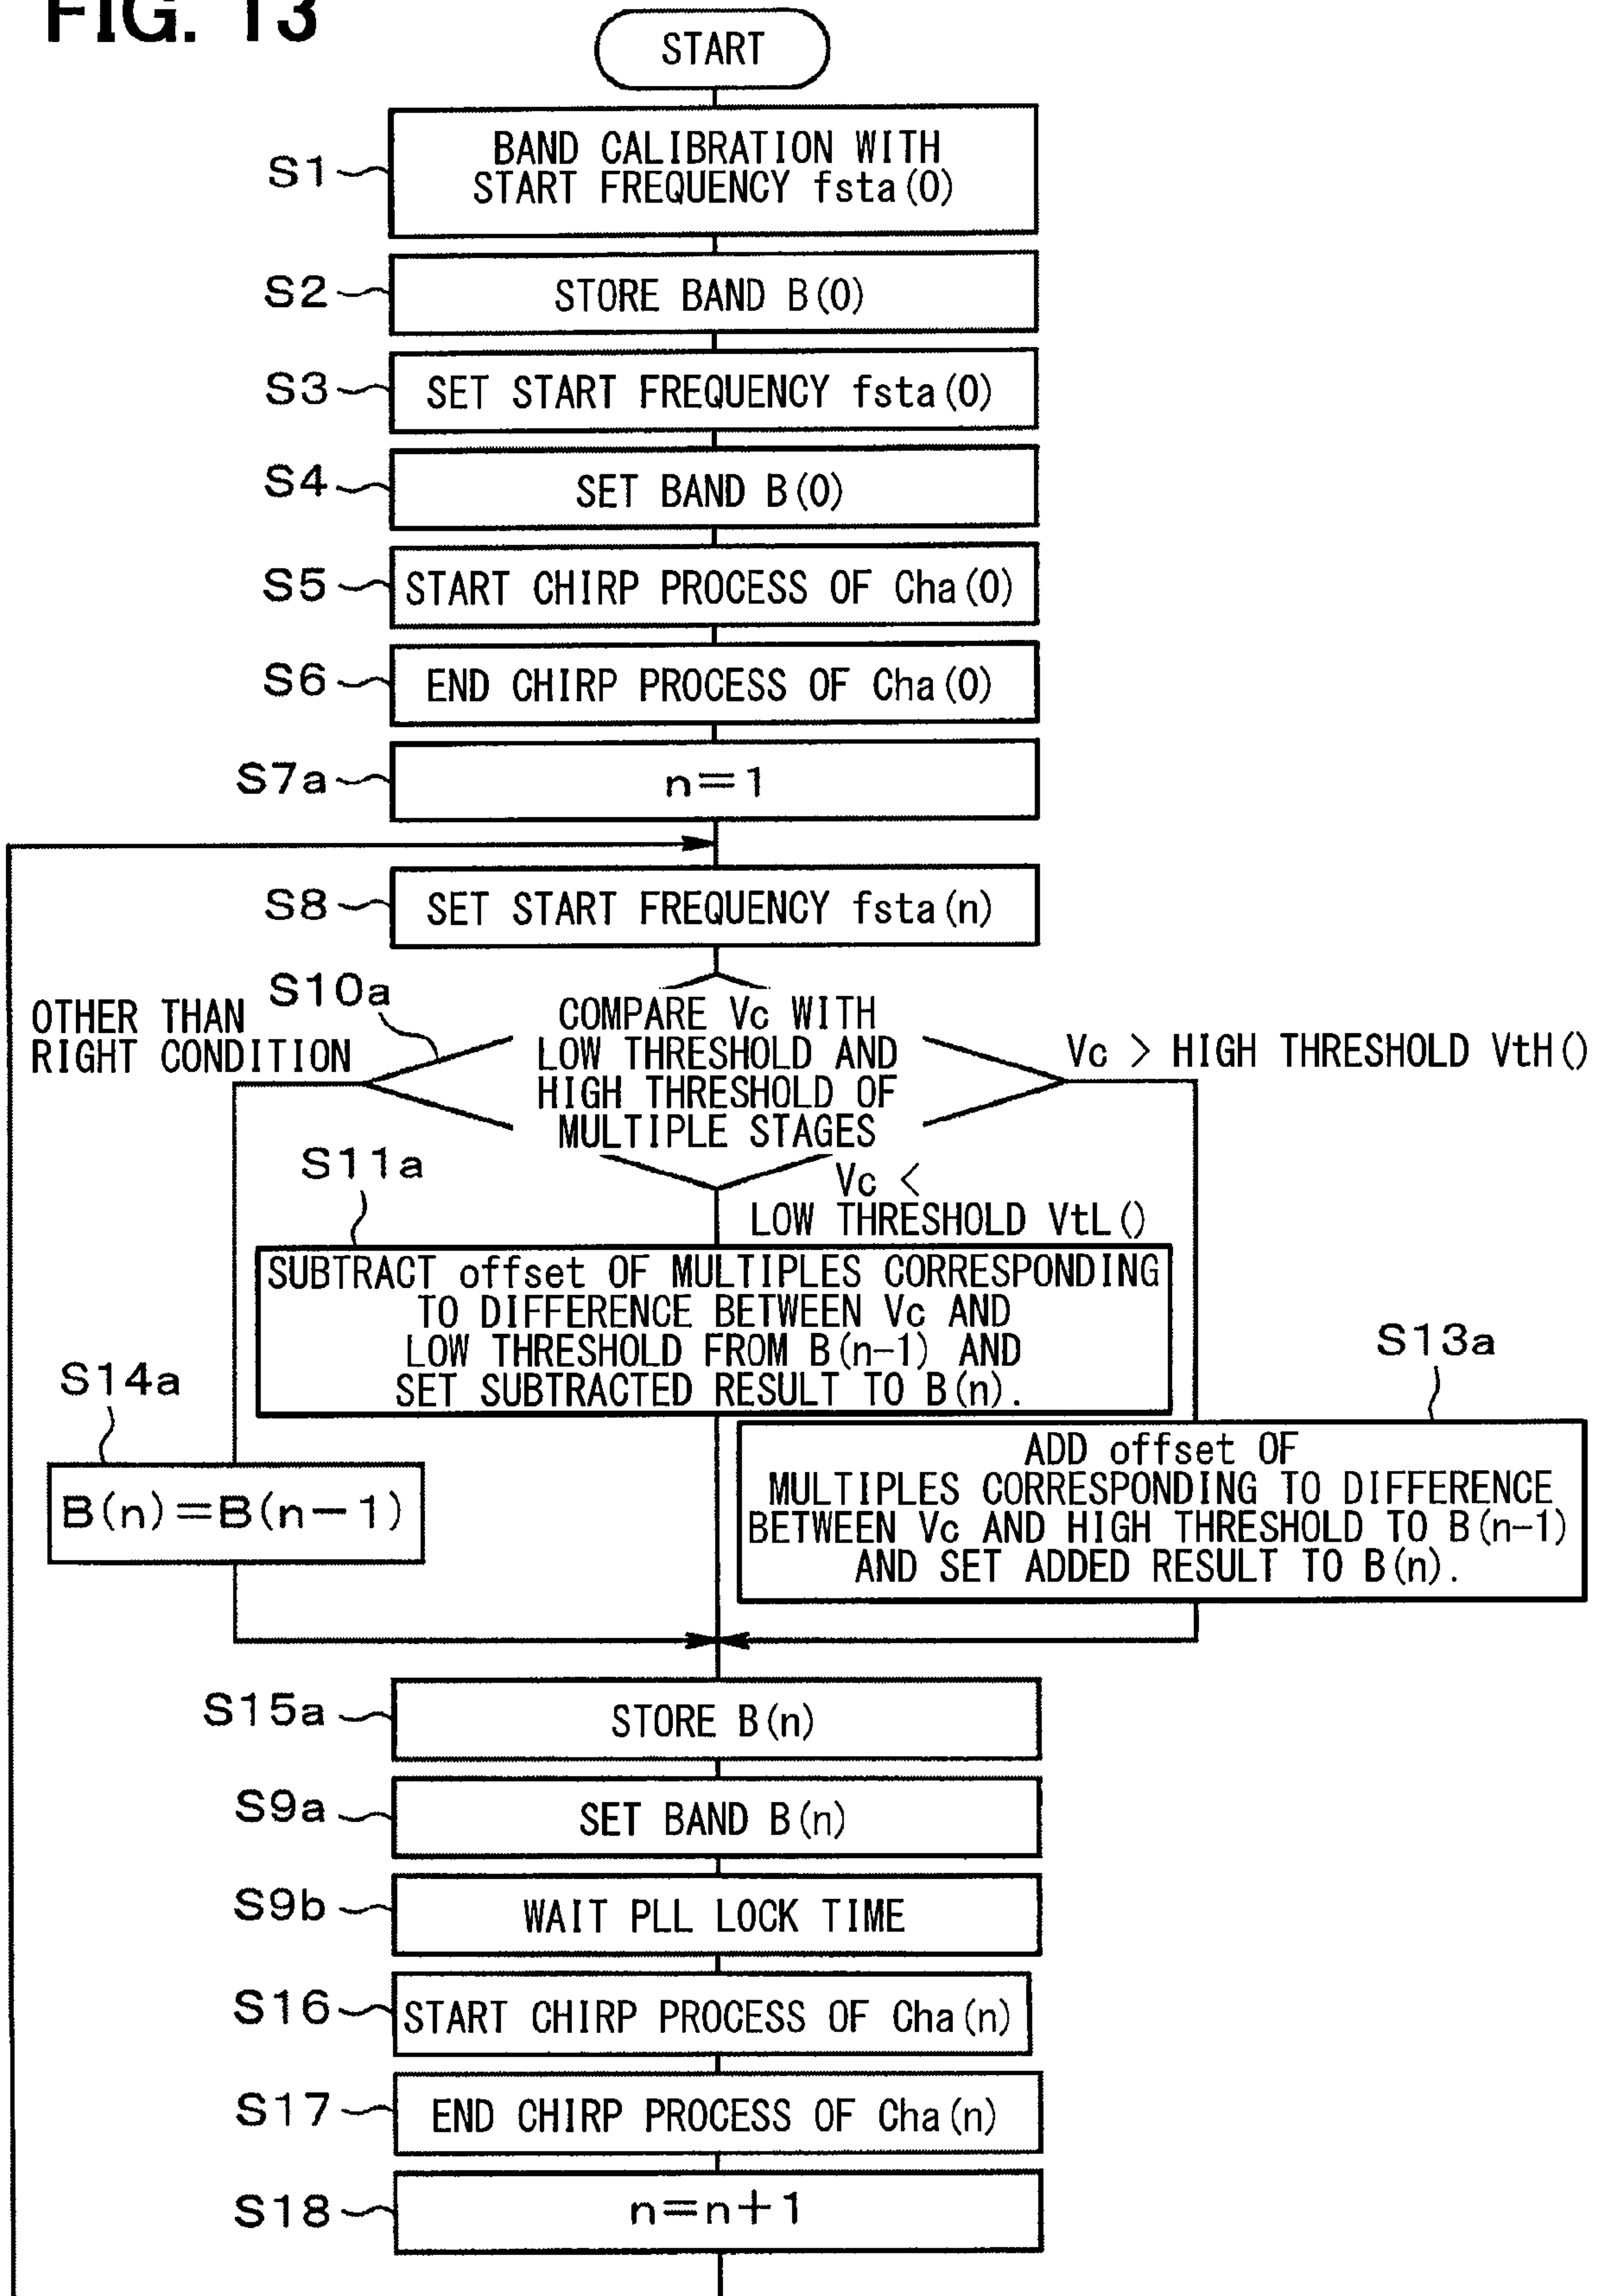 FIG. 13
START
S1
BAND CALIBRATION WITH
START FREQUENCY fsta(0)
S2
STORE BAND B(0)
S3
SET START FREQUENCY fsta(0)
S4
SET BAND B(0)
S5
START CHIRP PROCESS OF Cha(0)
S6
END CHIRP PROCESS OF Cha(0)
S7a
n=1
S8
SET START FREQUENCY fsta(n)
S10a
OTHER THAN
RIGHT CONDITION
COMPARE Vc WITH
LOW THRESHOLD AND
HIGH THRESHOLD OF
MULTIPLE STAGES
Vc > HIGH THRESHOLD VtH()
Vc <
LOW THRESHOLD VtL()
S11a
SUBTRACT offset OF MULTIPLES CORRESPONDING
TO DIFFERENCE BETWEEN Vc AND
LOW THRESHOLD FROM B(n-1) AND
SET SUBTRACTED RESULT TO B(n).
S13a
ADD offset OF
MULTIPLES CORRESPONDING TO DIFFERENCE
BETWEEN Vc AND HIGH THRESHOLD TO B(n-1)
AND SET ADDED RESULT TO B(n).
S14a
B(n)=B(n-1)
S15a
STORE B(n)
S9a
SET BAND B(n)
S9b
WAIT PLL LOCK TIME
S16
START CHIRP PROCESS OF Cha(n)
S17
END CHIRP PROCESS OF Cha(n)
S18
n=n+1